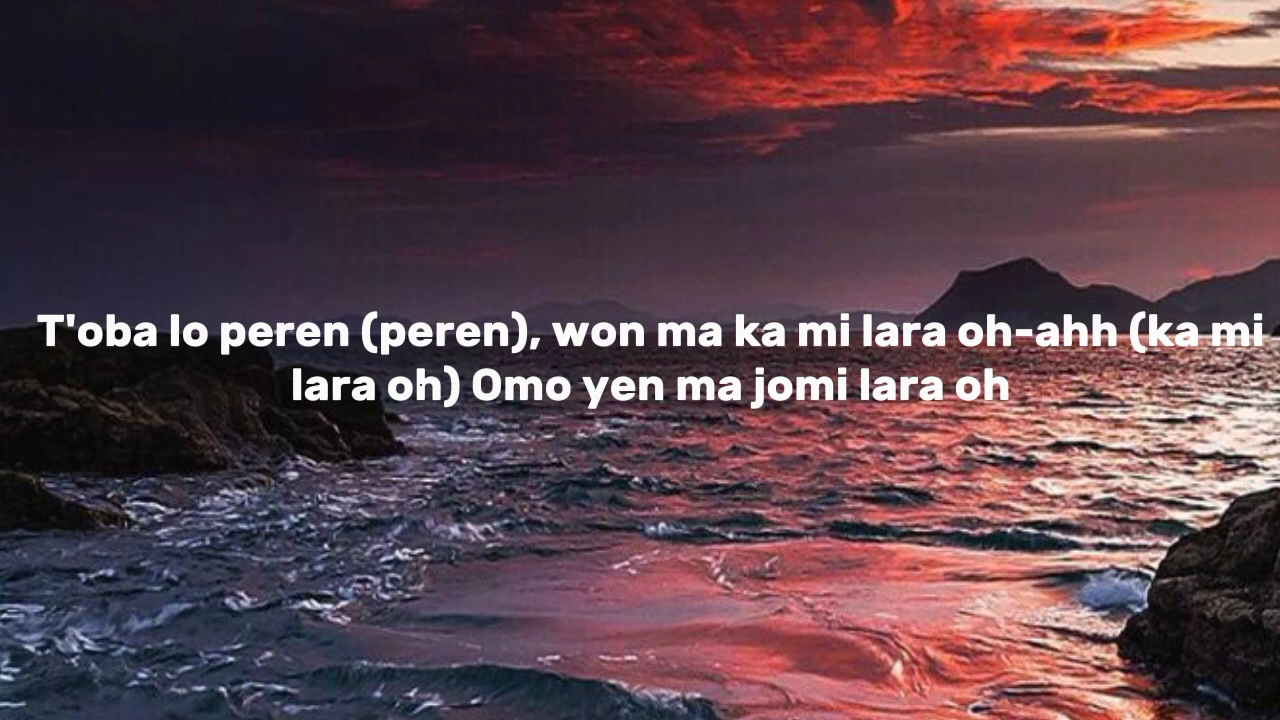 T'oba lo peren (peren), won ma ka mi lara oh-ahh (ka mi
lara oh) Omo yen ma jomi lara oh